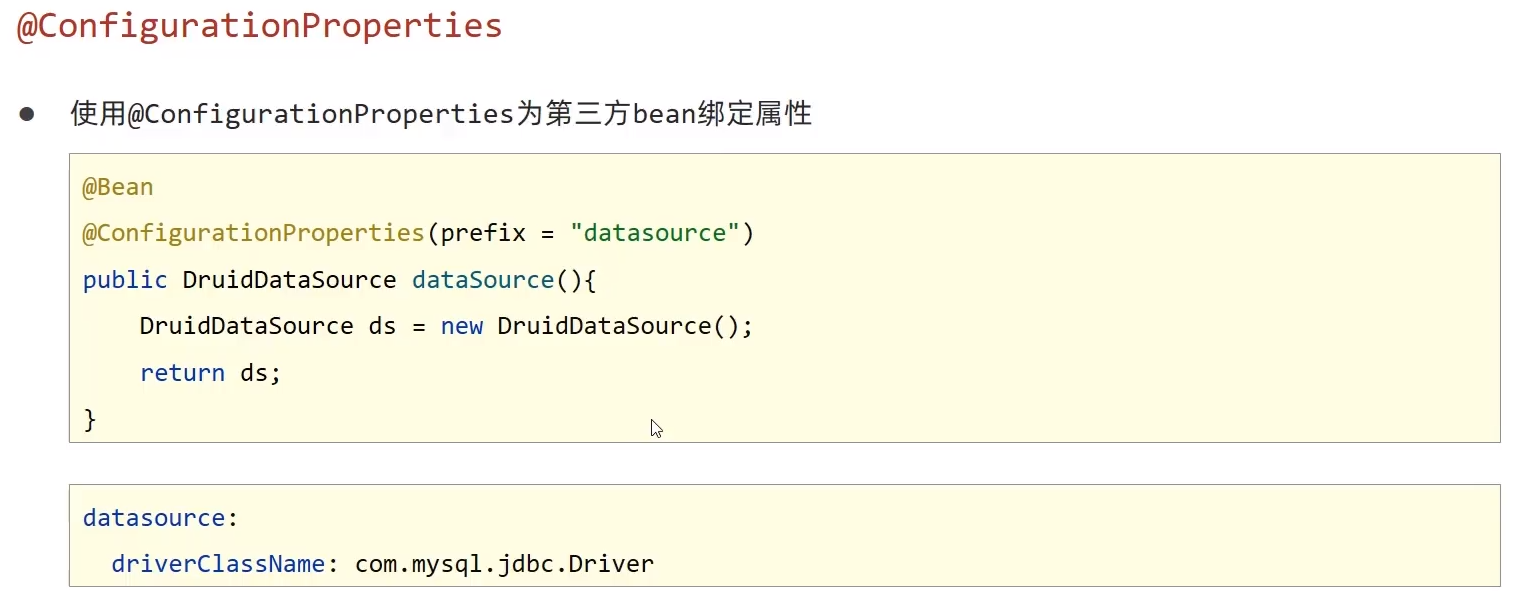 @ConfigurationProperties
● 使用@ConfigurationProperties为第三方bean绑定属性
@Bean
@ConfigurationProperties(prefix = "datasource")
public DruidDataSource dataSource(){
    DruidDataSource ds = new DruidDataSource();
    return ds;
}
datasource:
  driverClassName: com.mysql.jdbc.Driver